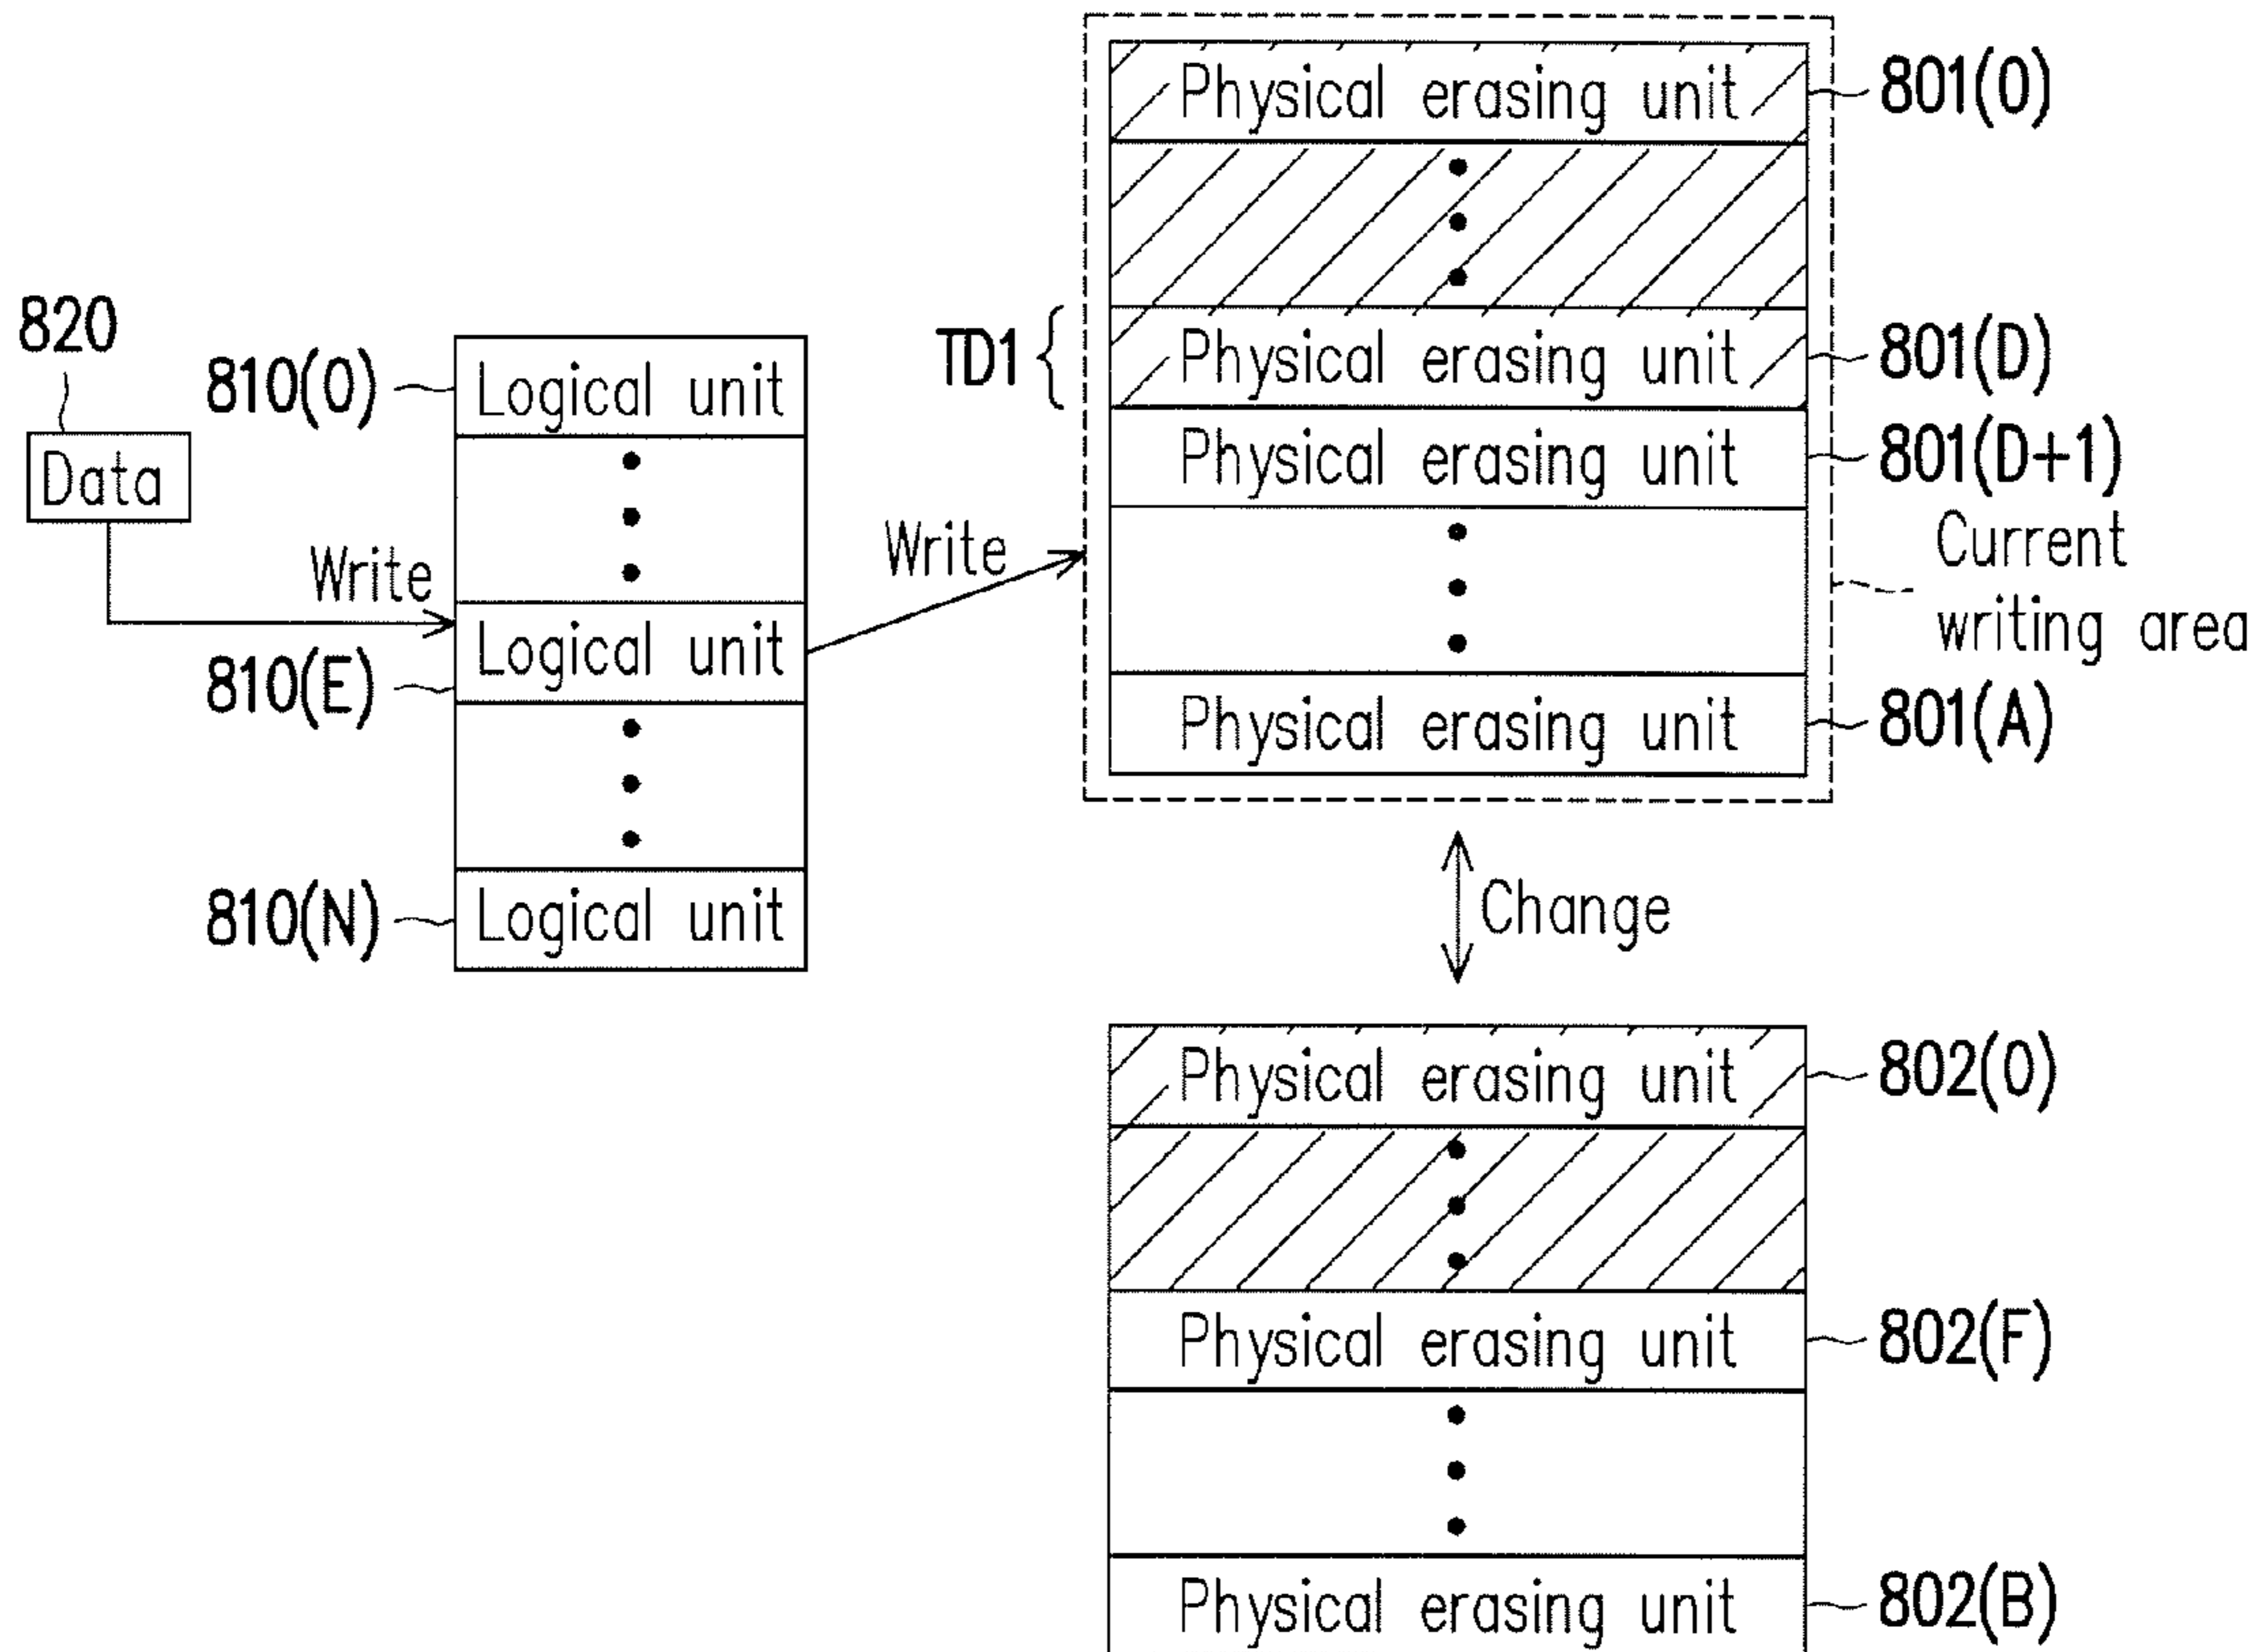 820
Data
Write
810(0)
Logical unit
810(E)
Logical unit
810(N)
Logical unit
Write
TD1
Physical erasing unit
801(0)
Physical erasing unit
801(D)
Physical erasing unit
801(D+1)
Current
writing area
Physical erasing unit
801(A)
Change
Physical erasing unit
802(0)
Physical erasing unit
802(F)
Physical erasing unit
802(B)